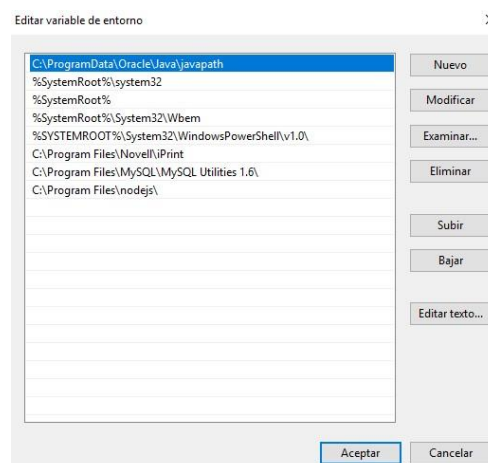 Editar variable de entorno
C:\ProgramData\Oracle\Java\javapath
%SystemRoot%\system32
%SystemRoot%
%SystemRoot%\System32\Wbem
%SYSTEMROOT%\System32\WindowsPowerShell\v1.0\
C:\Program Files\Novell\iPrint
C:\Program Files\MySQL\MySQL Utilities 1.6\
C:\Program Files\nodejs\
Nuevo
Modificar
Examinar...
Eliminar
Subir
Bajar
Editar texto...
Aceptar
Cancelar